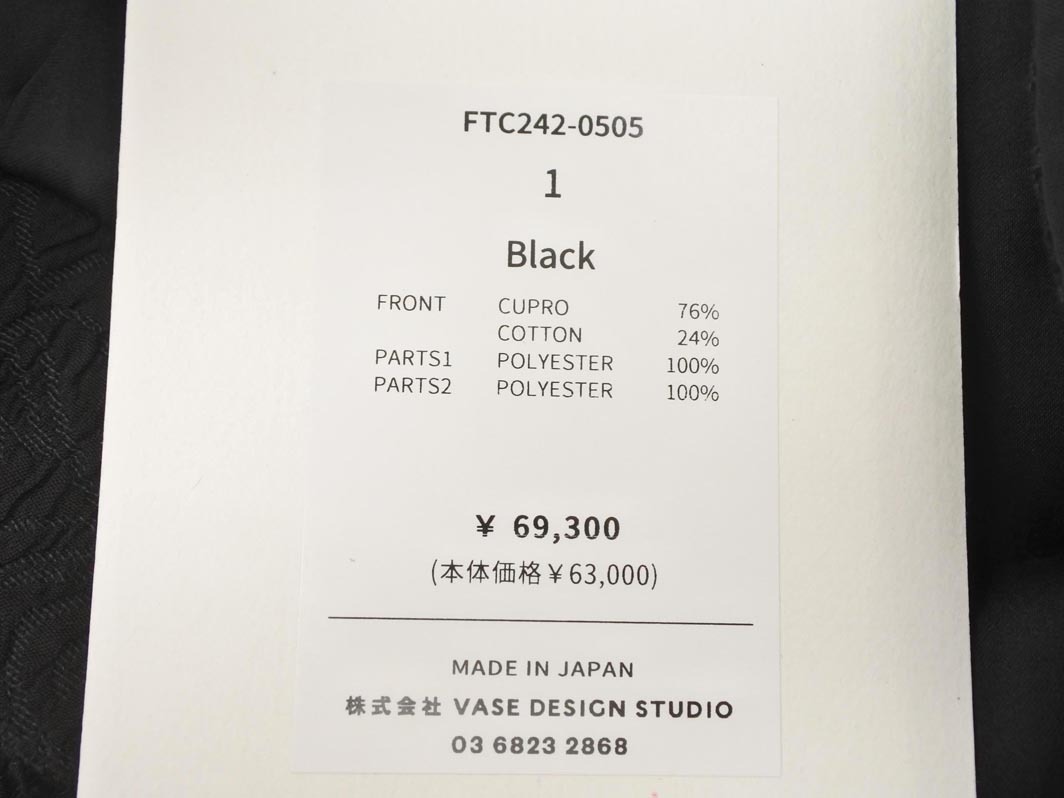 FTC242-0505
1
Black
FRONT CUPRO 76%
COTTON 24%
PARTS1 POLYESTER 100%
PARTS2 POLYESTER 100%
¥ 69,300
(本体価格¥63,000)
MADE IN JAPAN
株式会社 VASE DESIGN STUDIO
03 6823 2868